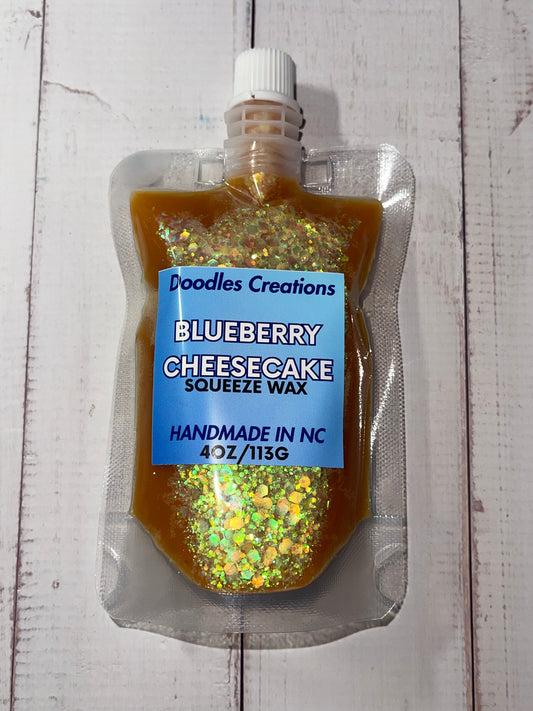 Doodles Creations
BLUEBERRY
CHEESECAKE
SQUEEZE WAX
HANDMADE IN NC
4OZ/113G